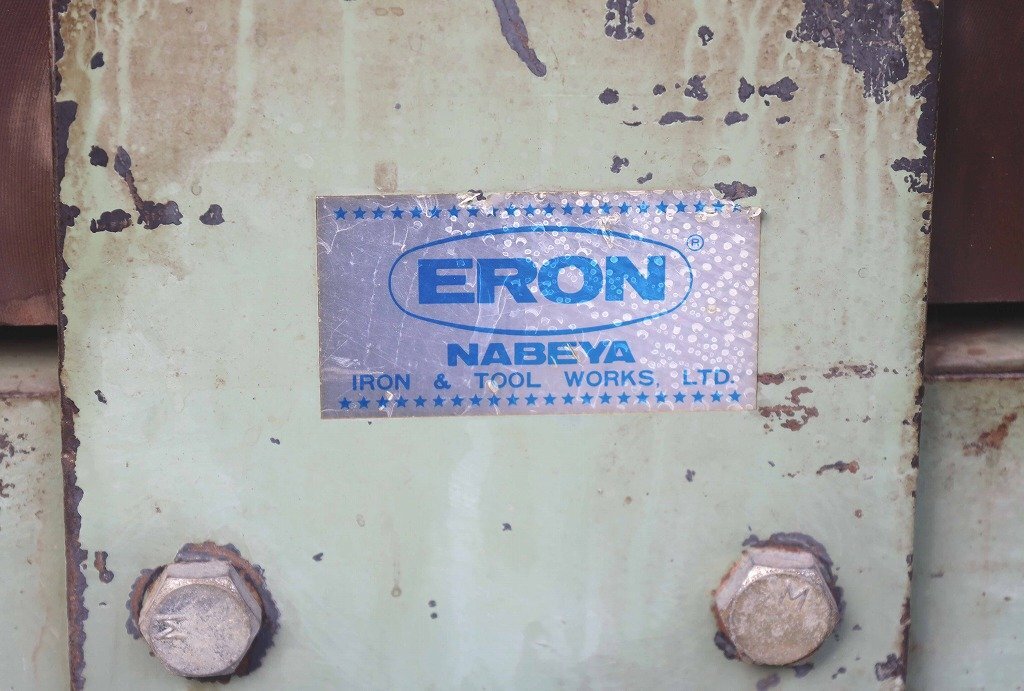 ERON ®
NABEYA
IRON & TOOL WORKS, LTD.
M
M